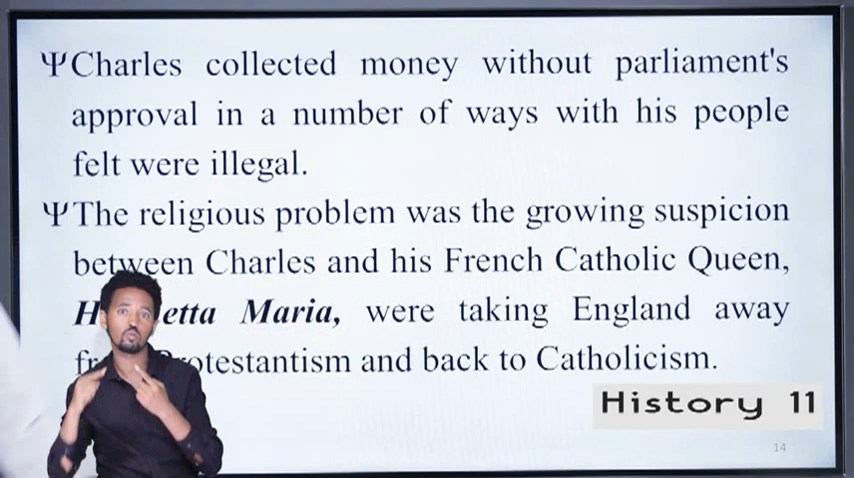 ΨCharles collected money without parliament's
approval in a number of ways with his people
felt were illegal.
ΨThe religious problem was the growing suspicion
between Charles and his French Catholic Queen,
Maria, were taking England away
and back to Catholicism.
History 11
14